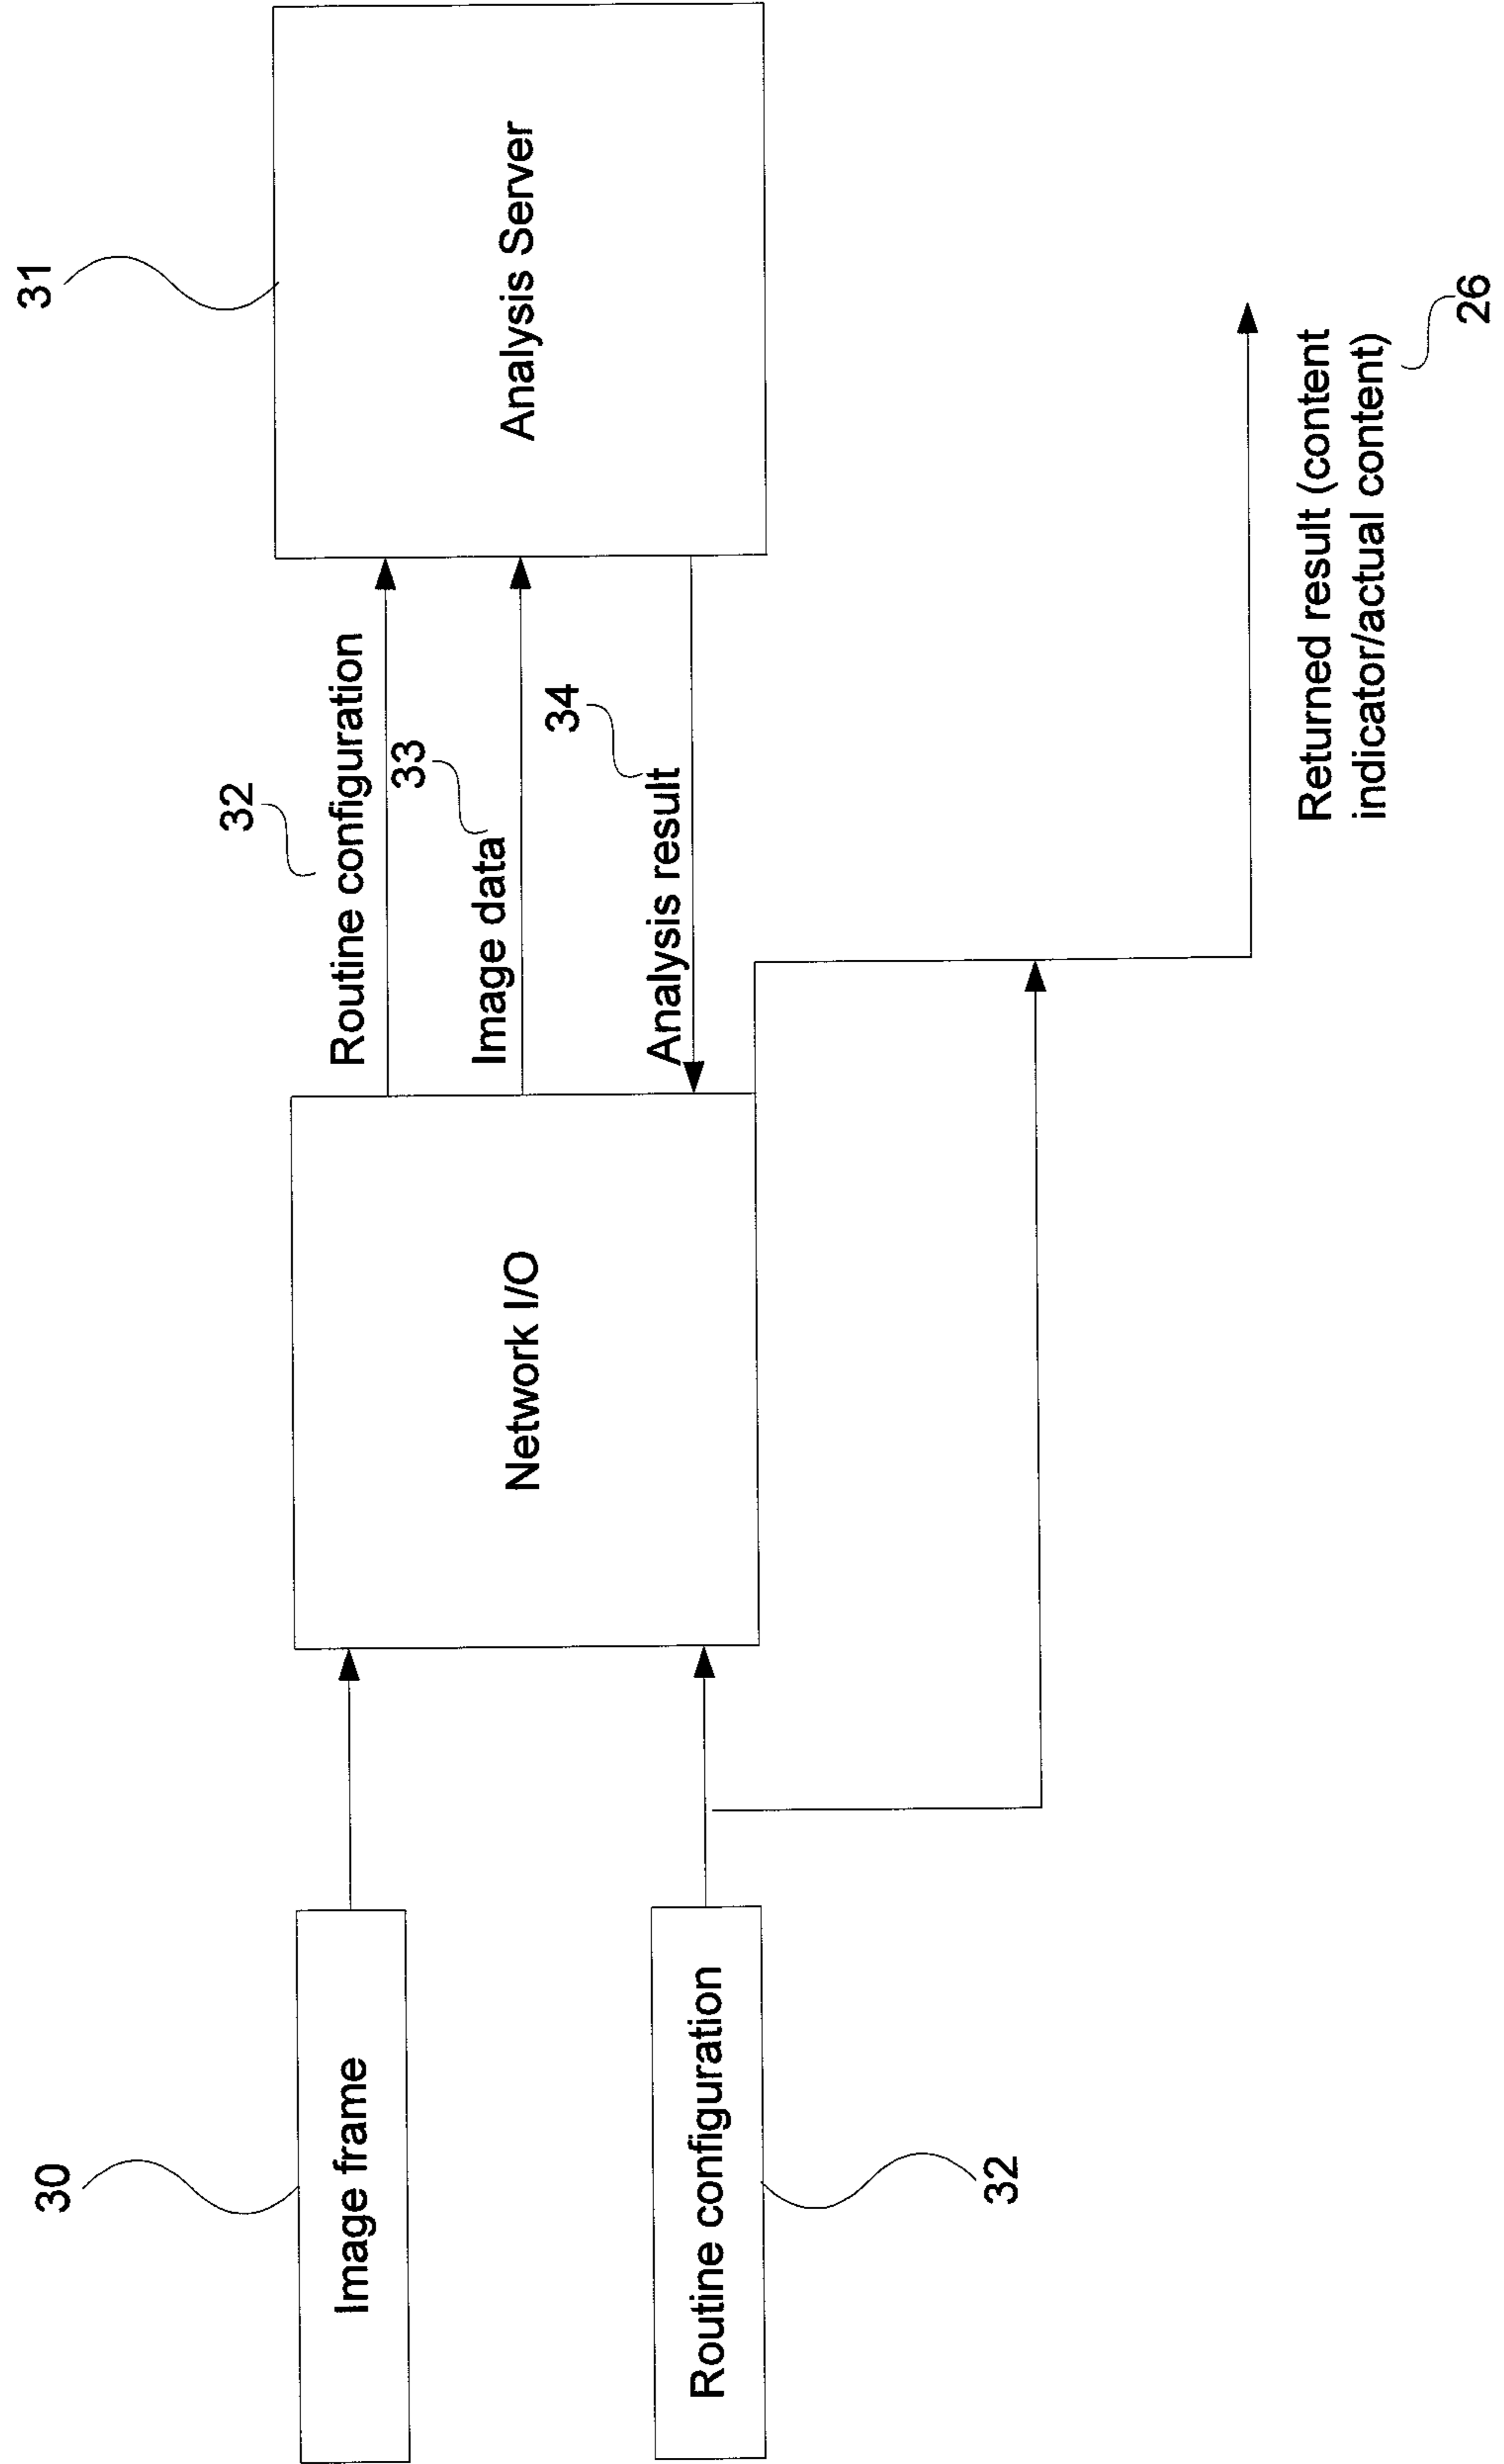 30
Image frame
Routine configuration
32
Network I/O
32
Routine configuration
33
Image data
34
Analysis result
31
Analysis Server
Returned result (content
indicator/actual content)
26